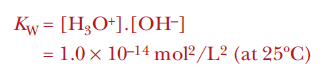 K_W = [H₃O⁺].[OH⁻]
= 1.0 × 10⁻¹⁴ mol²/L² (at 25°C)